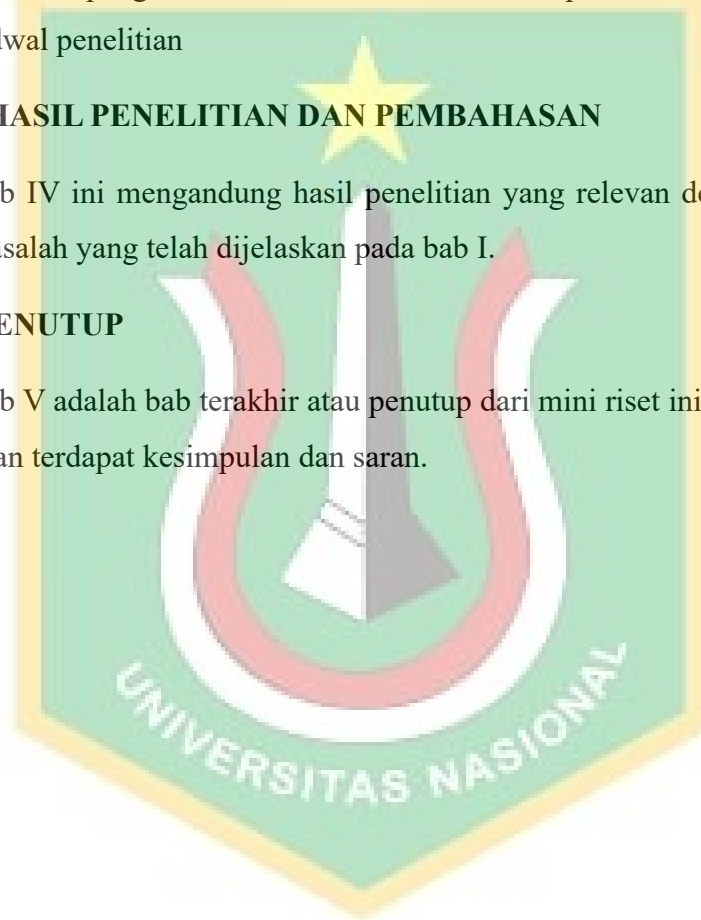 dwal penelitian
HASIL PENELITIAN DAN PEMBAHASAN
b IV ini mengandung hasil penelitian yang relevan de
asalah yang telah dijelaskan pada bab I.
ENUTUP
b V adalah bab terakhir atau penutup dari mini riset ini
an terdapat kesimpulan dan saran.
UNIVERSITAS NASIONAL